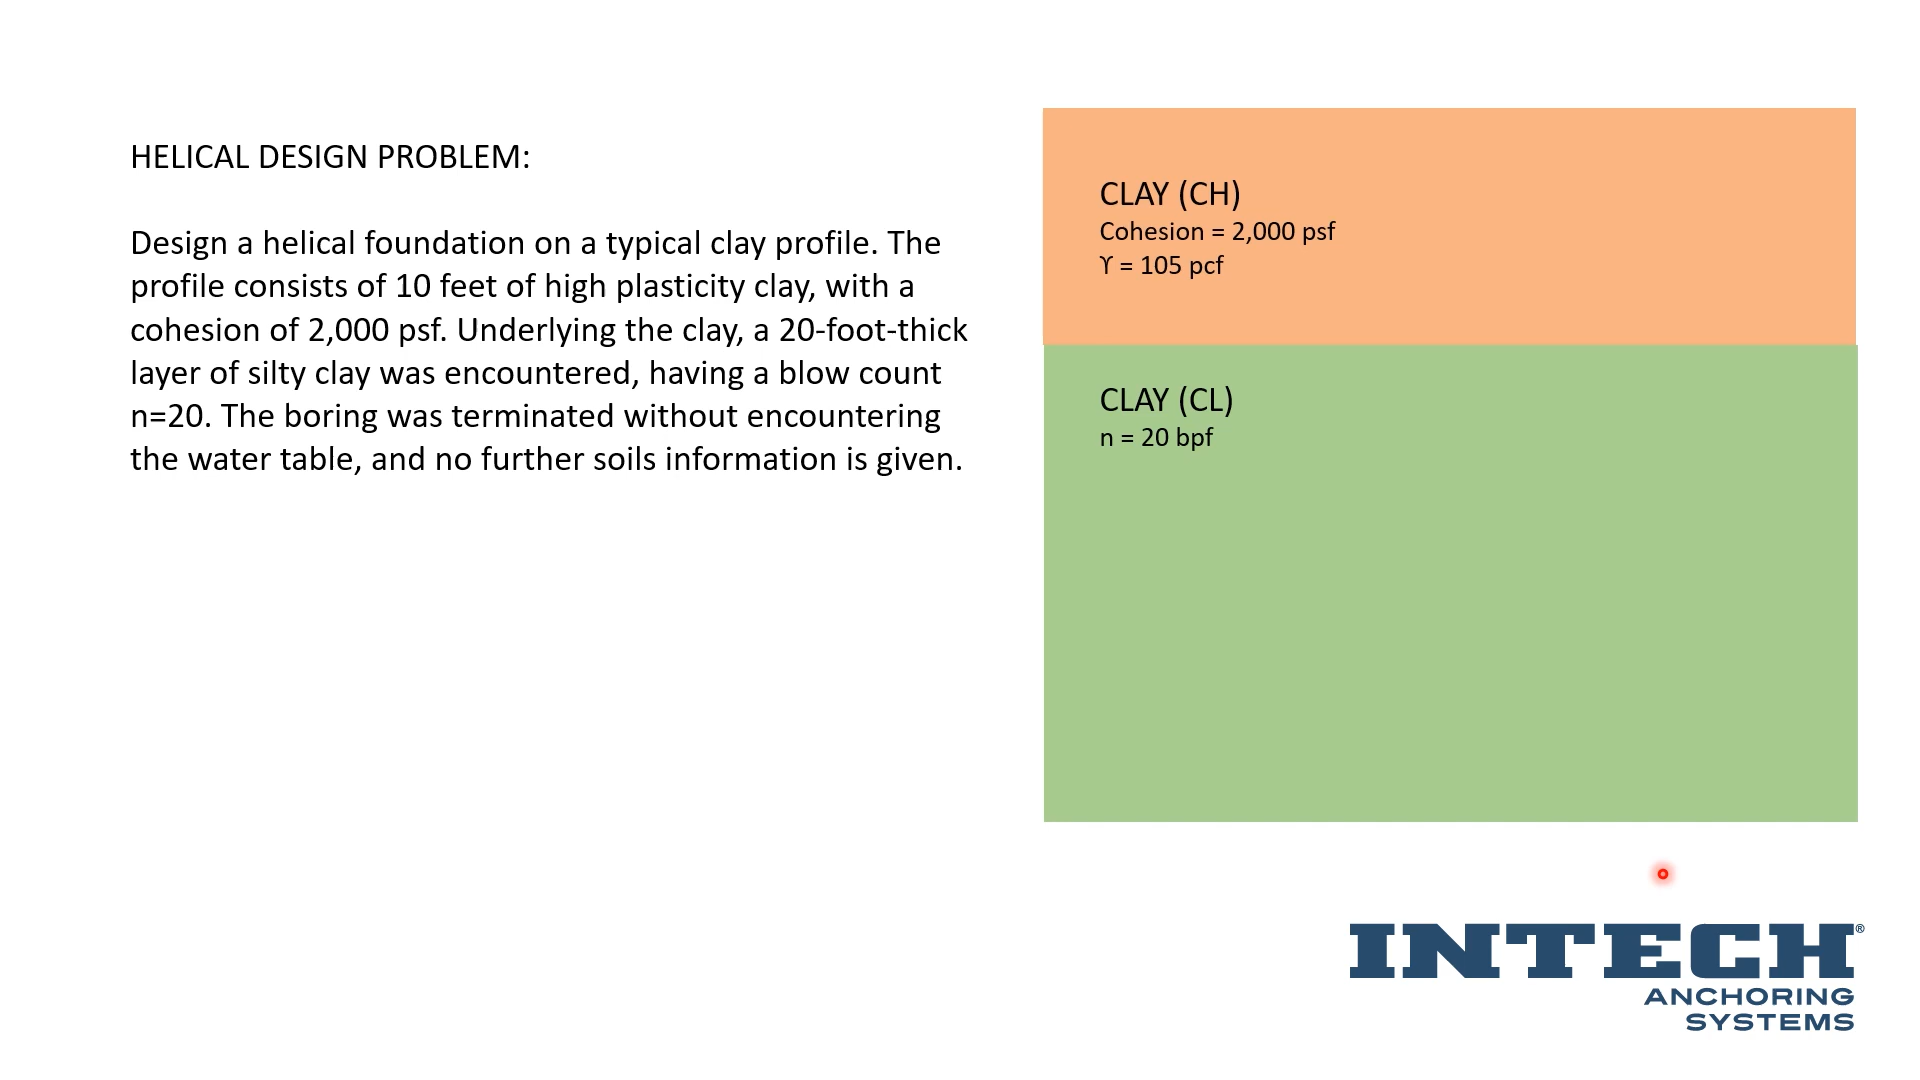 HELICAL DESIGN PROBLEM:
Design a helical foundation on a typical clay profile. The
profile consists of 10 feet of high plasticity clay, with a
cohesion of 2,000 psf. Underlying the clay, a 20-foot-thick
layer of silty clay was encountered, having a blow count
n=20. The boring was terminated without encountering
the water table, and no further soils information is given.
CLAY (CH)
Cohesion = 2,000 psf
ϒ = 105 pcf
CLAY (CL)
n = 20 bpf
INTECH®
ANCHORING
SYSTEMS